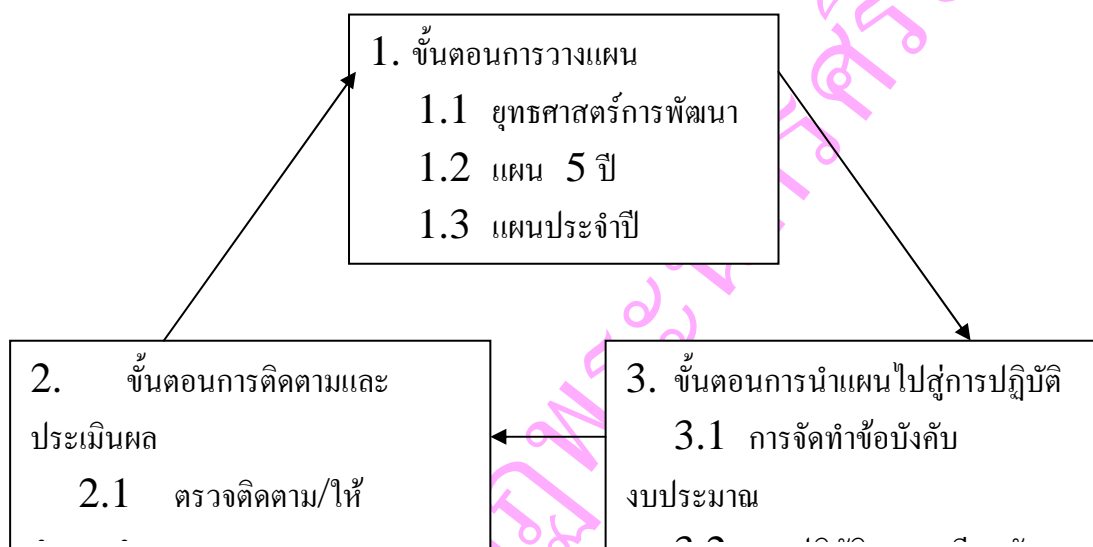 1. ขั้นตอนการวางแผน
1.1 ยุทธศาสตร์การพัฒนา
1.2 แผน 5 ปี
1.3 แผนประจำปี
2. ขั้นตอนการติดตามและ
ประเมินผล
2.1 ตรวจติดตาม/ให้
3. ขั้นตอนการนำแผนไปสู่การปฏิบัติ
3.1 การจัดทำข้อบังคับ
งบประมาณ
3.2